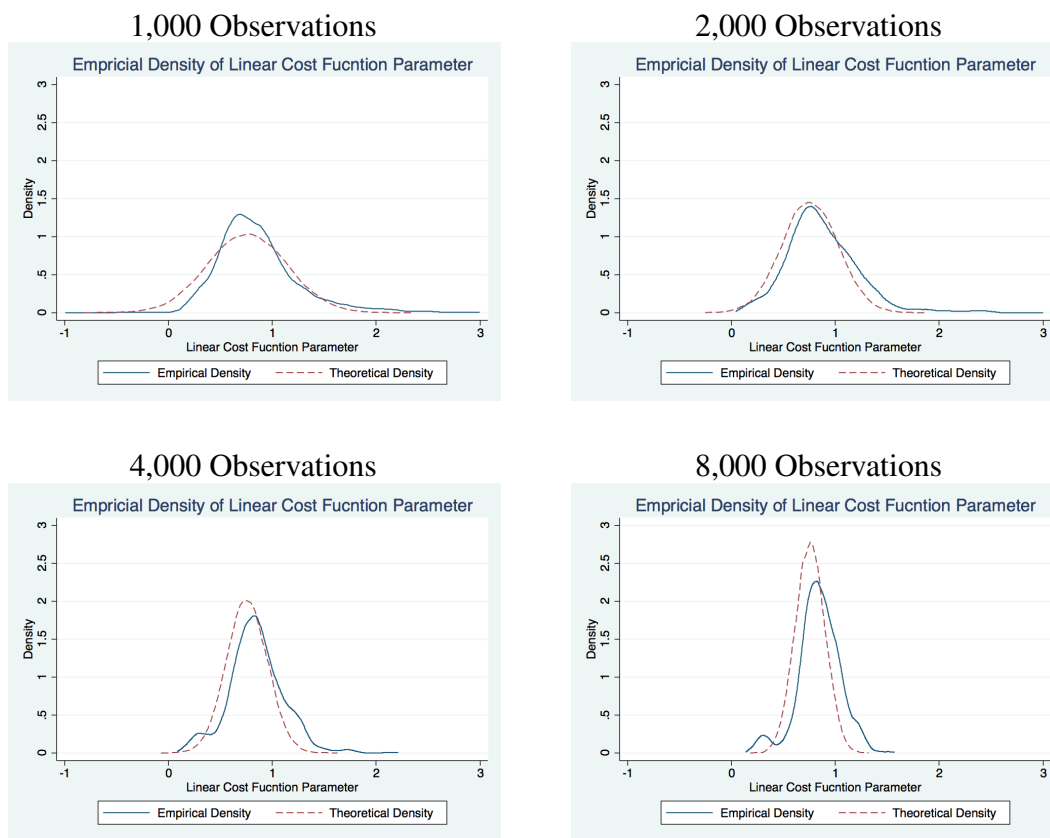 1,000 Observations
Empricial Density of Linear Cost Fucntion Parameter
3
2.5
2
1.5
1
.5
0
Density
-1 0 1 2 3
Linear Cost Fucntion Parameter
Empirical Density Theoretical Density
2,000 Observations
Empricial Density of Linear Cost Fucntion Parameter
3
2.5
2
1.5
1
.5
0
Density
-1 0 1 2 3
Linear Cost Fucntion Parameter
Empirical Density Theoretical Density
4,000 Observations
Empricial Density of Linear Cost Fucntion Parameter
3
2.5
2
1.5
1
.5
0
Density
-1 0 1 2 3
Linear Cost Fucntion Parameter
Empirical Density Theoretical Density
8,000 Observations
Empricial Density of Linear Cost Fucntion Parameter
3
2.5
2
1.5
1
.5
0
Density
-1 0 1 2 3
Linear Cost Fucntion Parameter
Empirical Density Theoretical Density